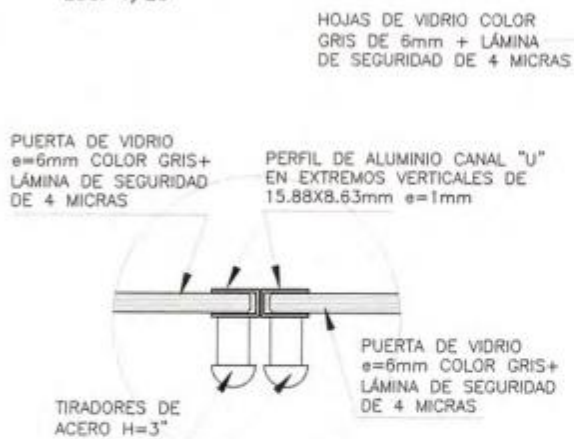 HOJAS DE VIDRIO COLOR
GRIS DE 6mm + LÁMINA
DE SEGURIDAD DE 4 MICRAS
PUERTA DE VIDRIO
e=6mm COLOR GRIS+
LÁMINA DE SEGURIDAD
DE 4 MICRAS
PERFIL DE ALUMINIO CANAL "U"
EN EXTREMOS VERTICALES DE
15.88X8.63mm e=1mm
PUERTA DE VIDRIO
e=6mm COLOR GRIS+
LÁMINA DE SEGURIDAD
DE 4 MICRAS
TIRADORES DE
ACERO H=3"